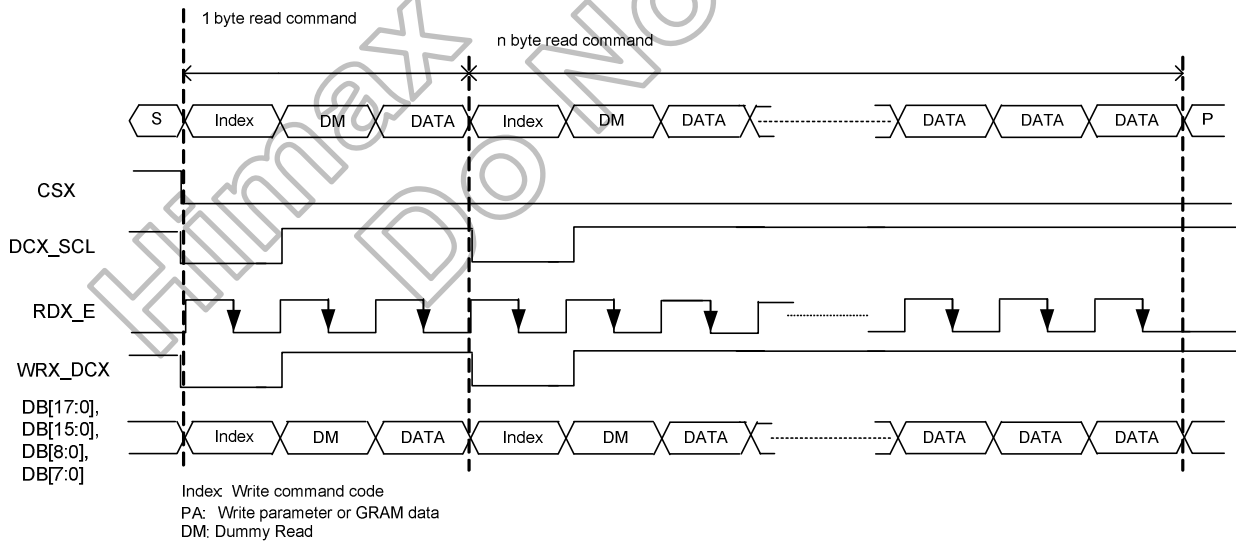 1 byte read command
n byte read command
S Index DM DATA Index DM DATA DATA DATA DATA P
CSX
DCX_SCL
RDX_E
WRX_DCX
DB[17:0],
DB[15:0],
DB[8:0],
DB[7:0]
Index DM DATA Index DM DATA DATA DATA DATA
Index: Write command code
PA: Write parameter or GRAM data
DM: Dummy Read
Himax
Do No